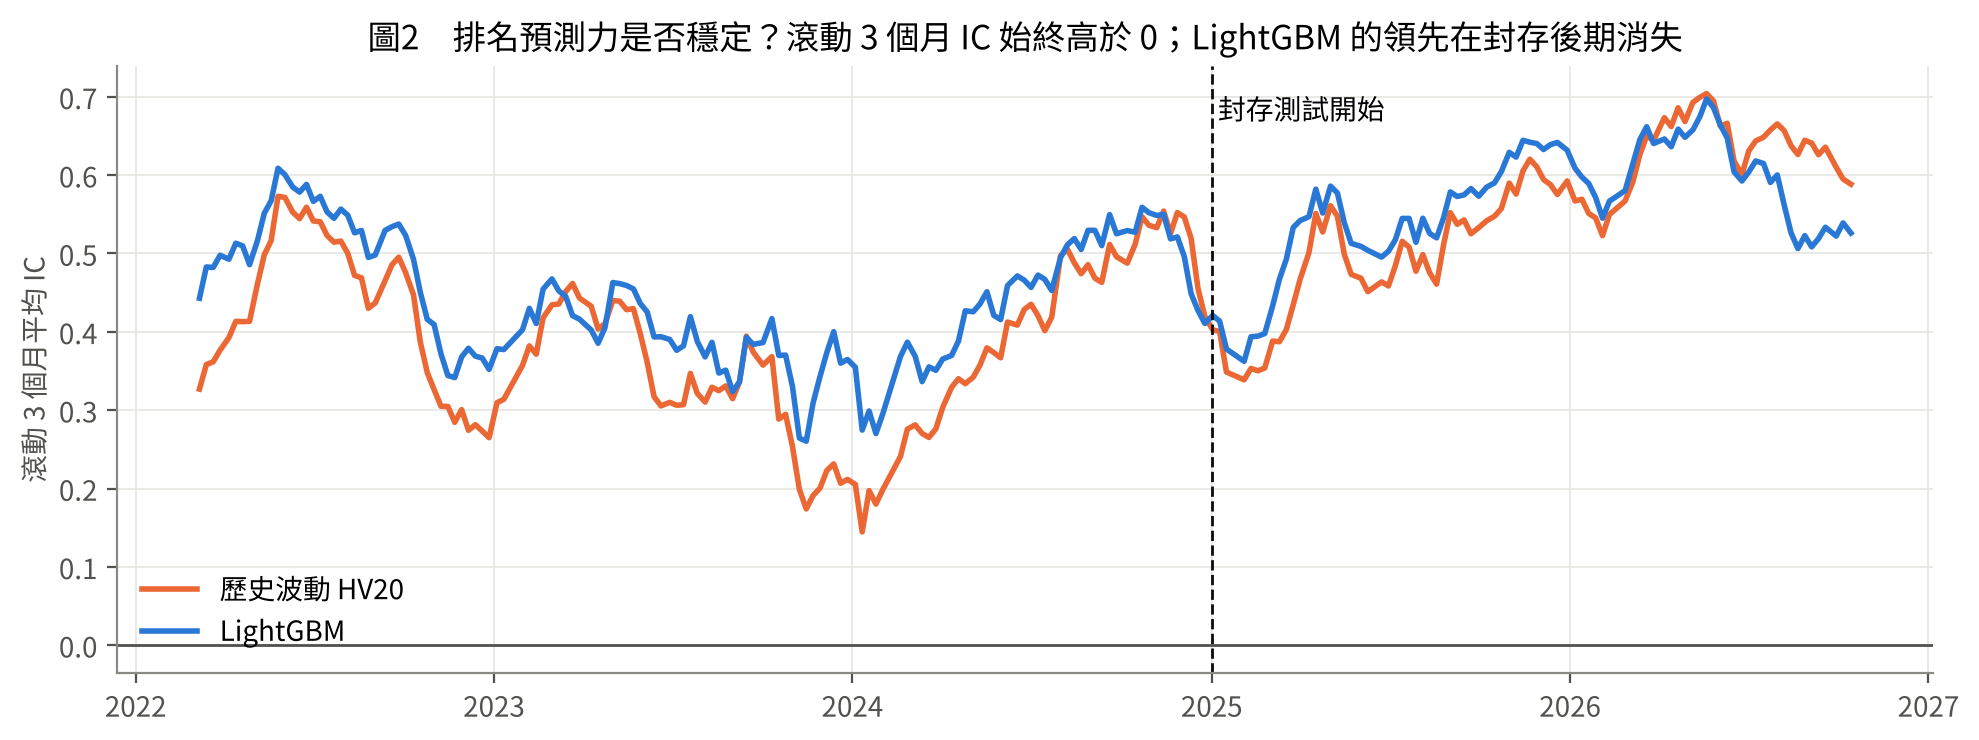 圖2　排名預測力是否穩定？滾動 3 個月 IC 始終高於 0；LightGBM 的領先在封存後期消失
滾動 3 個月平均 IC
0.7
0.6
0.5
0.4
0.3
0.2
0.1
0.0
封存測試開始
歷史波動 HV20
LightGBM
2022
2023
2024
2025
2026
2027